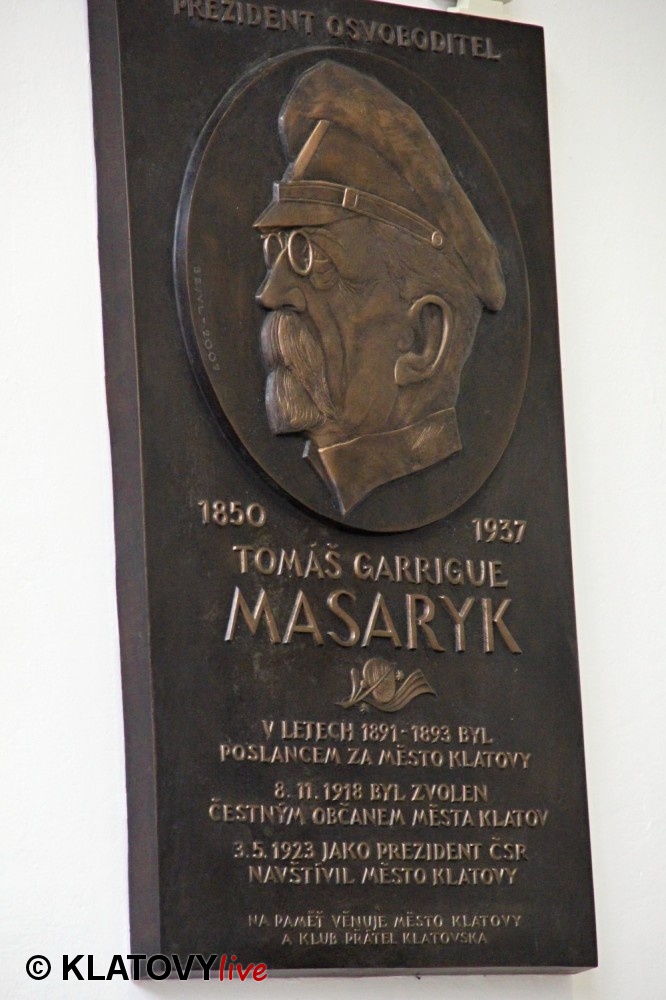 PREZIDENT OSVOBODITEL
1850 1937
TOMÁŠ GARRIGUE
MASARYK
V LETECH 1891-1893 BYL
POSLANCEM ZA MĚSTO KLATOVY
8. 11. 1918 BYL ZVOLEN
ČESTNÝM OBČANEM MĚSTA KLATOV
3.5.1923 JAKO PREZIDENT ČSR
NAVŠTÍVIL MĚSTO KLATOVY
NA PAMĚŤ VĚNUJE MĚSTO KLATOVY
A KLUB PŘÁTEL KLATOVSKA
© KLATOVYlive